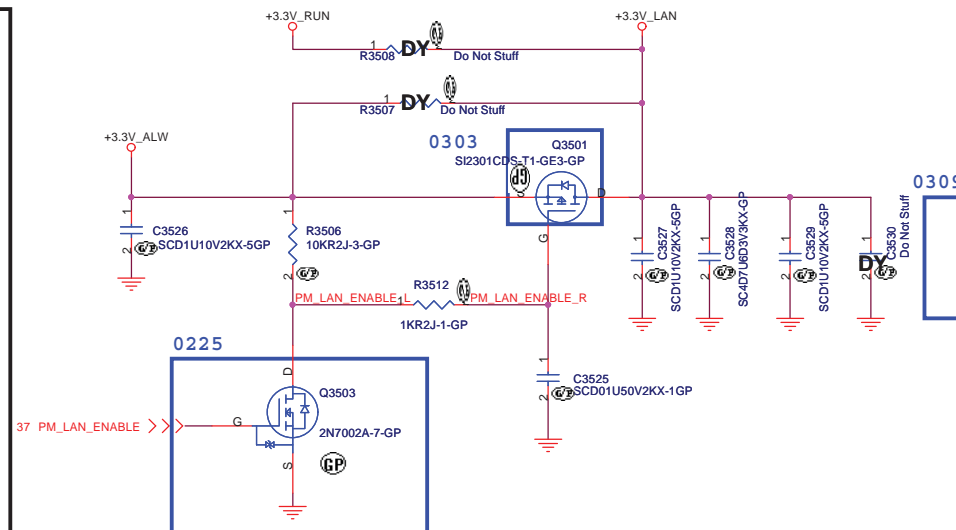 +3.3V_RUN
+3.3V_LAN
1
R3508
DY
Do Not Stuff
1
R3507
DY
Do Not Stuff
+3.3V_ALW
0303
Q3501
SI2301CDS-T1-GE3-GP
GP
D
G
0309
1
2
C3526
SCD1U10V2KX-5GP
G/P
1
2
R3506
10KR2J-3-GP
G/P
1
2
C3527
SCD1U10V2KX-5GP
G/P
1
2
C3528
SC4D7U6D3V3KX-GP
G/P
1
2
C3529
SCD1U10V2KX-5GP
G/P
1
2
DY
C3530
Do Not Stuff
G/P
PM_LAN_ENABLE_L
1
R3512
1KR2J-1-GP
PM_LAN_ENABLE_R
0225
D
Q3503
2N7002A-7-GP
G
S
GP
37 PM_LAN_ENABLE
1
2
C3525
SCD01U50V2KX-1GP
G/P